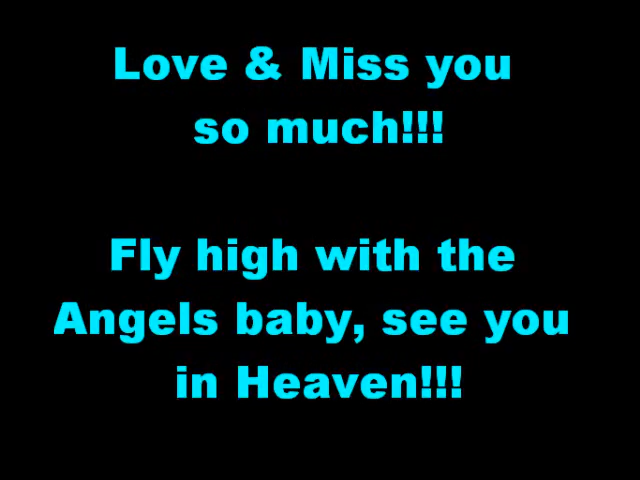 Love & Miss you
so much!!!
Fly high with the
Angels baby, see you
in Heaven!!!